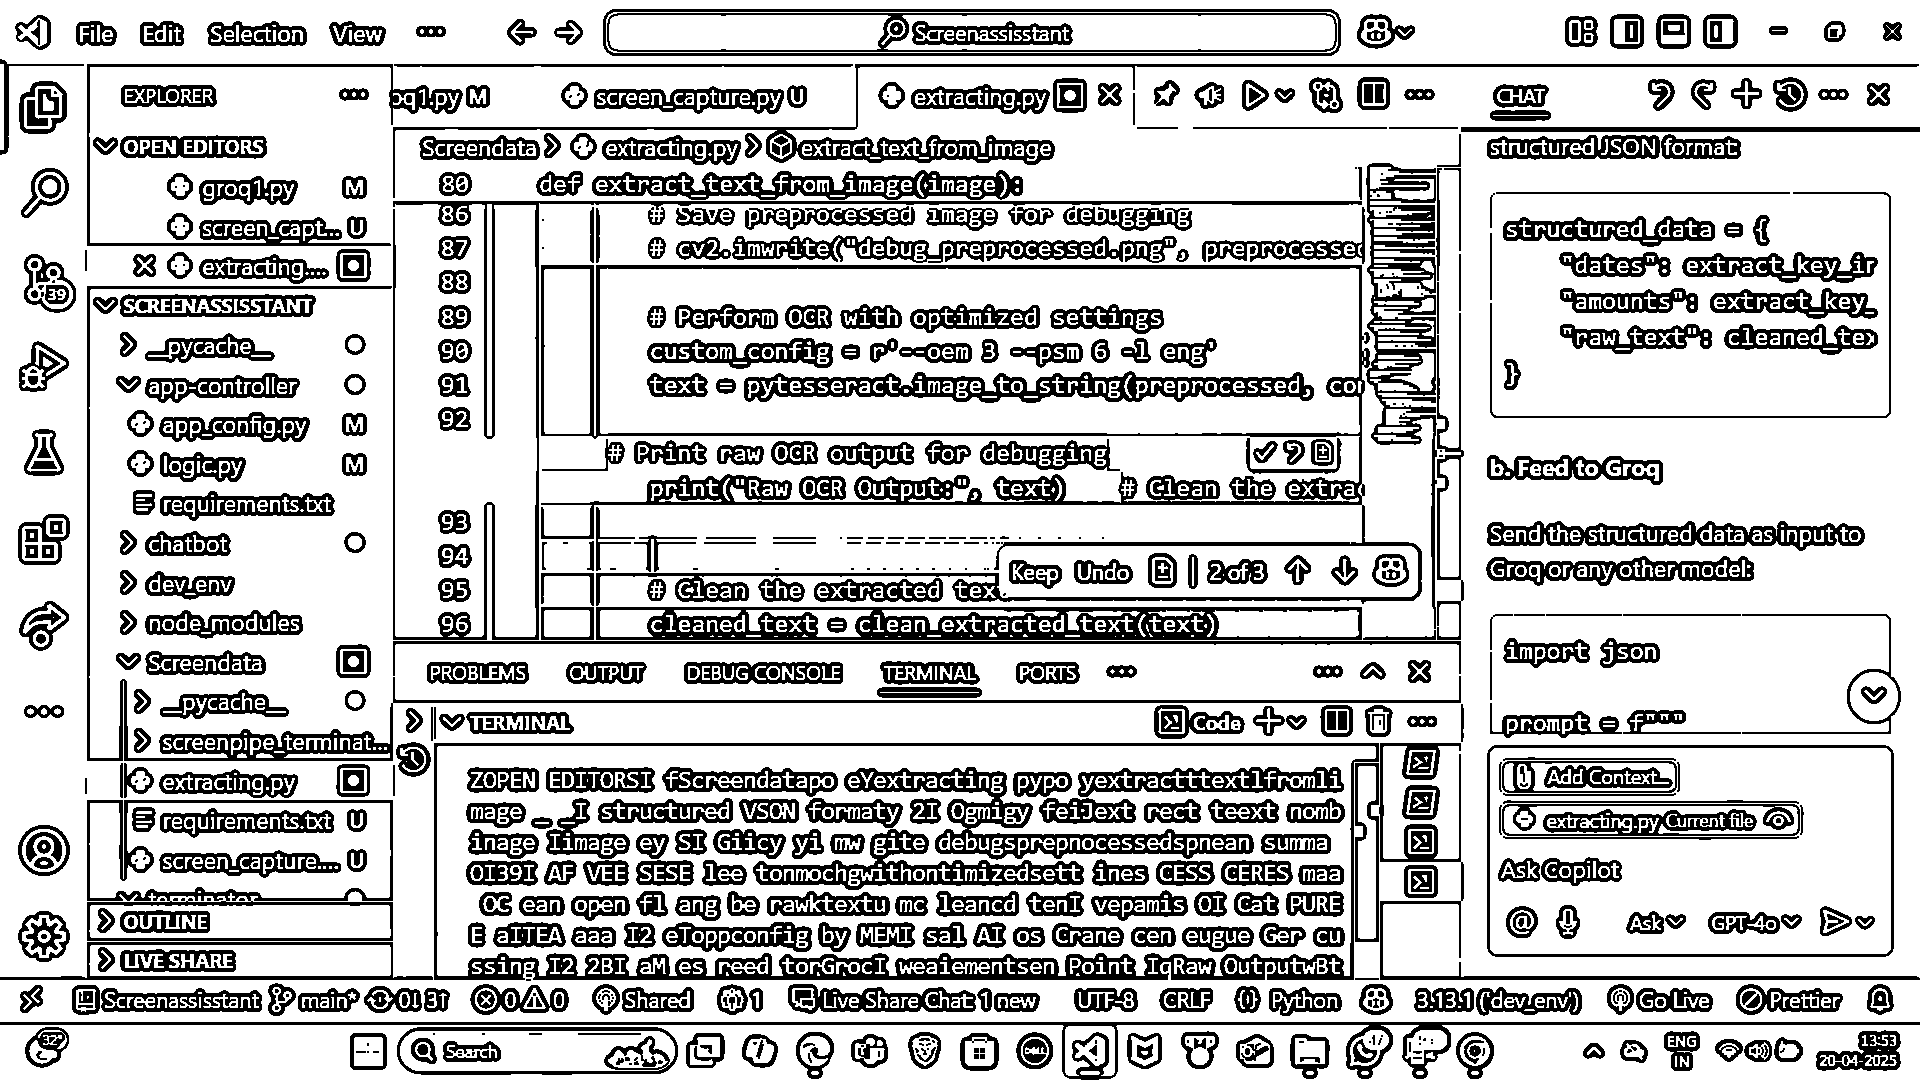 File Edit Selection View
Screenassisstant
EXPLORER
OPEN EDITORS
groq1.py M
screen_capt... U
extracting....
SCREENASSISSTANT
__pycache__
app-controller
app_config.py M
logic.py M
requirements.txt
chatbot
dev_env
node_modules
Screendata
__pycache__
screenpipe_terminat...
extracting.py
requirements.txt U
screen_capture.... U
terminator
OUTLINE
LIVE SHARE
39
oq1.py M
screen_capture.py U
extracting.py
Screendata > extracting.py > extract_text_from_image
80 def extract_text_from_image(image):
86 # Save preprocessed image for debugging
87 # cv2.imwrite("debug_preprocessed.png", preprocessed
88
89 # Perform OCR with optimized settings
90 custom_config = r'--oem 3 --psm 6 -l eng'
91 text = pytesseract.image_to_string(preprocessed, con
92
# Print raw OCR output for debugging
print("Raw OCR Output:", text) # Clean the extrac
93
94
95 # Clean the extracted tex
96 cleaned_text = clean_extracted_text(text)
Keep Undo 2 of 3
PROBLEMS OUTPUT DEBUG CONSOLE TERMINAL PORTS
TERMINAL
Code
ZOPEN EDITORSI fScreendatapo eYextracting pypo yextractttextlfromli
mage _ _I structured VSON formaty 2I Ogmigy feiJext rect teext nomb
inage Iimage ey SI Giicy yi mw gite debugsprepnocessedspnean summa
OI39I AF VEE SESE lee tonmochgwithontimizedsett ines CESS CERES maa
OC ean open fl ang be rawktextu mc leancd tenI vepamis OI Cat PURE
E aITEA aaa I2 eToppconfig by MEMI sal AI os Crane cen eugue Ger cu
ssing I2 2BI aM es reed torGrocI weaiementsen Point IqRaw OutputwBt
CHAT
structured JSON format:
structured_data = {
"dates": extract_key_in
"amounts": extract_key_
"raw_text": cleaned_tex
}
b. Feed to Groq
Send the structured data as input to
Groq or any other model:
import json
prompt = f"""
Add Context...
extracting.py Current file
Ask Copilot
Ask GPT-4o
Screenassisstant main* 0↓ 3↑ 0 0 Shared 1 Live Share Chat: 1 new UTF-8 CRLF {} Python 3.13.1 ('dev_env') Go Live Prettier
32°
Search
DELL
ENG
IN
13:53
20-04-2025